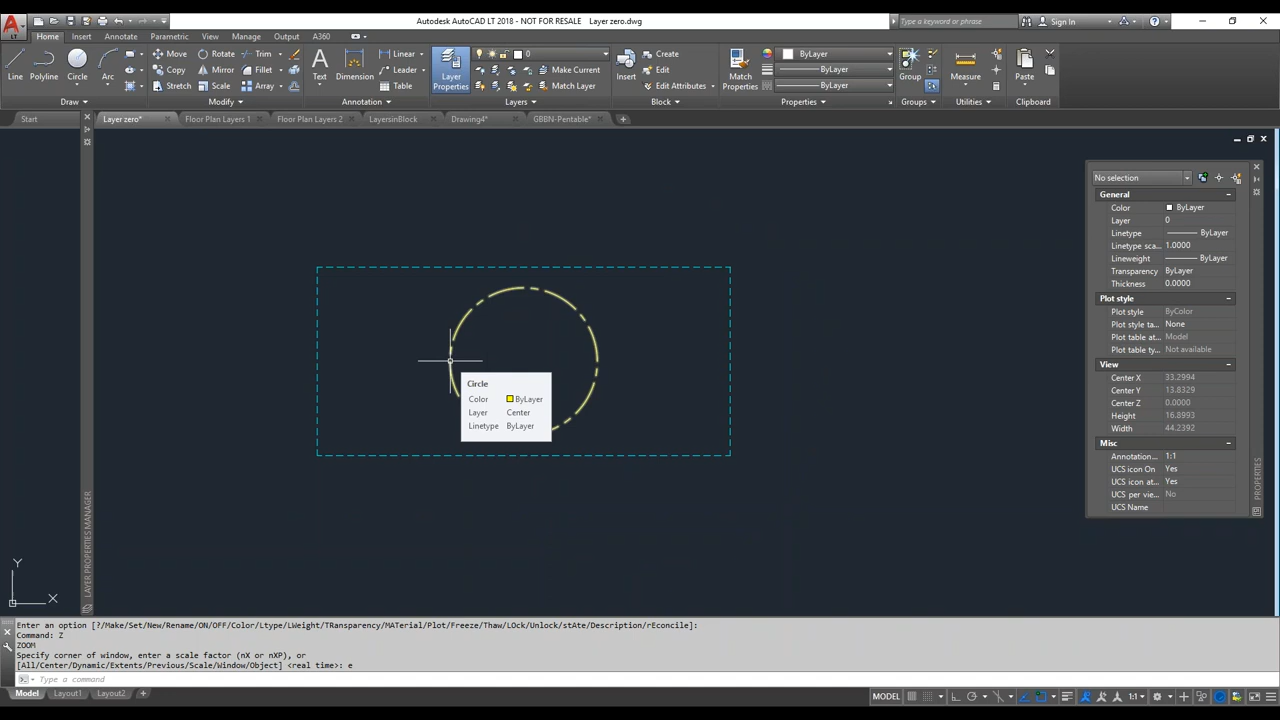 Autodesk AutoCAD LT 2018 - NOT FOR RESALE Layer zero.dwg
Type a keyword or phrase
Sign In
LT
Home Insert Annotate Parametric View Manage Output A360
Line Polyline Circle Arc
Move Rotate Trim
Copy Mirror Fillet
Stretch Scale Array
Text Dimension
Linear
Leader
Table
Layer Properties
0
Make Current
Match Layer
Insert
Create
Edit
Edit Attributes
Match Properties
ByLayer
ByLayer
ByLayer
Group Measure Paste
Draw Modify Annotation Layers Block Properties Groups Utilities Clipboard
Start Layer zero* Floor Plan Layers 1 Floor Plan Layers 2 LayersinBlock Drawing4* GBBN-Pentable*
No selection
General
Color ByLayer
Layer 0
Linetype ByLayer
Linetype sca... 1.0000
Lineweight ByLayer
Transparency ByLayer
Thickness 0.0000
Plot style
Plot style ByColor
Plot style ta... None
Plot table at... Model
Plot table ty... Not available
View
Center X 33.2994
Center Y 13.8329
Center Z 0.0000
Height 16.8993
Width 44.2392
Misc
Annotation... 1:1
UCS icon On Yes
UCS icon at... Yes
UCS per vie... No
UCS Name
PROPERTIES
Circle
Color ByLayer
Layer Center
Linetype ByLayer
LAYER PROPERTIES MANAGER
Y
X
Enter an option [?/Make/Set/New/Rename/ON/OFF/Color/Ltype/LWeight/TRansparency/MATerial/Plot/Freeze/Thaw/LOck/Unlock/stAte/Description/rEconcile]:
Command: Z
ZOOM
Specify corner of window, enter a scale factor (nX or nXP), or
[All/Center/Dynamic/Extents/Previous/Scale/Window/Object] <real time>: e
Type a command
Model Layout1 Layout2
MODEL 1:1